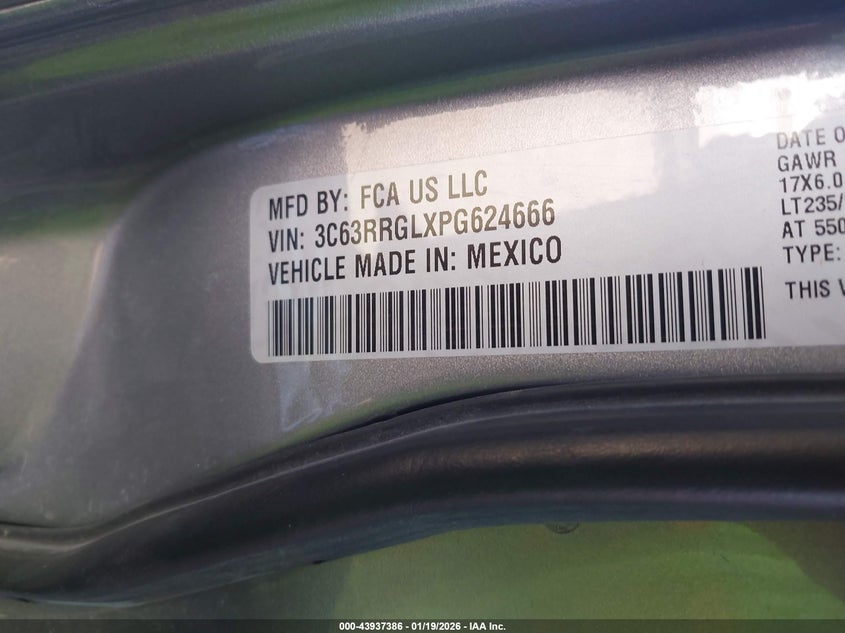 MFD BY: FCA US LLC
VIN: 3C63RRGLXPG624666
VEHICLE MADE IN: MEXICO
DATE O
GAWR
17X6.0
LT235/
AT 550
TYPE:
THIS V
000-43937386 - 01/19/2026 - IAA Inc.